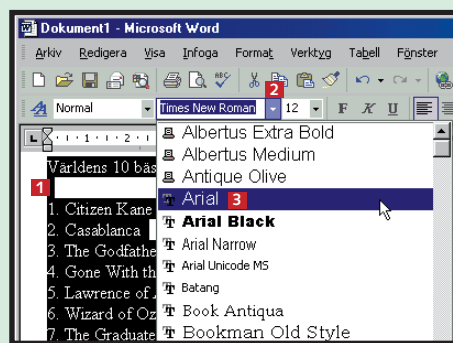 Dokument1 - Microsoft Word
Arkiv Redigera Visa Infoga Format Verktyg Tabell Fönster
2
Normal Times New Roman 12 F K U
1 1 2
Världens 10 bäs
1
1. Citizen Kane
2. Casablanca
3. The Godfathe
4. Gone With th
5. Lawrence of
6. Wizard of Oz
7. The Graduate
Albertus Extra Bold
Albertus Medium
Antique Olive
Arial 3
Arial Black
Arial Narrow
Arial Unicode MS
Batang
Book Antiqua
Bookman Old Style